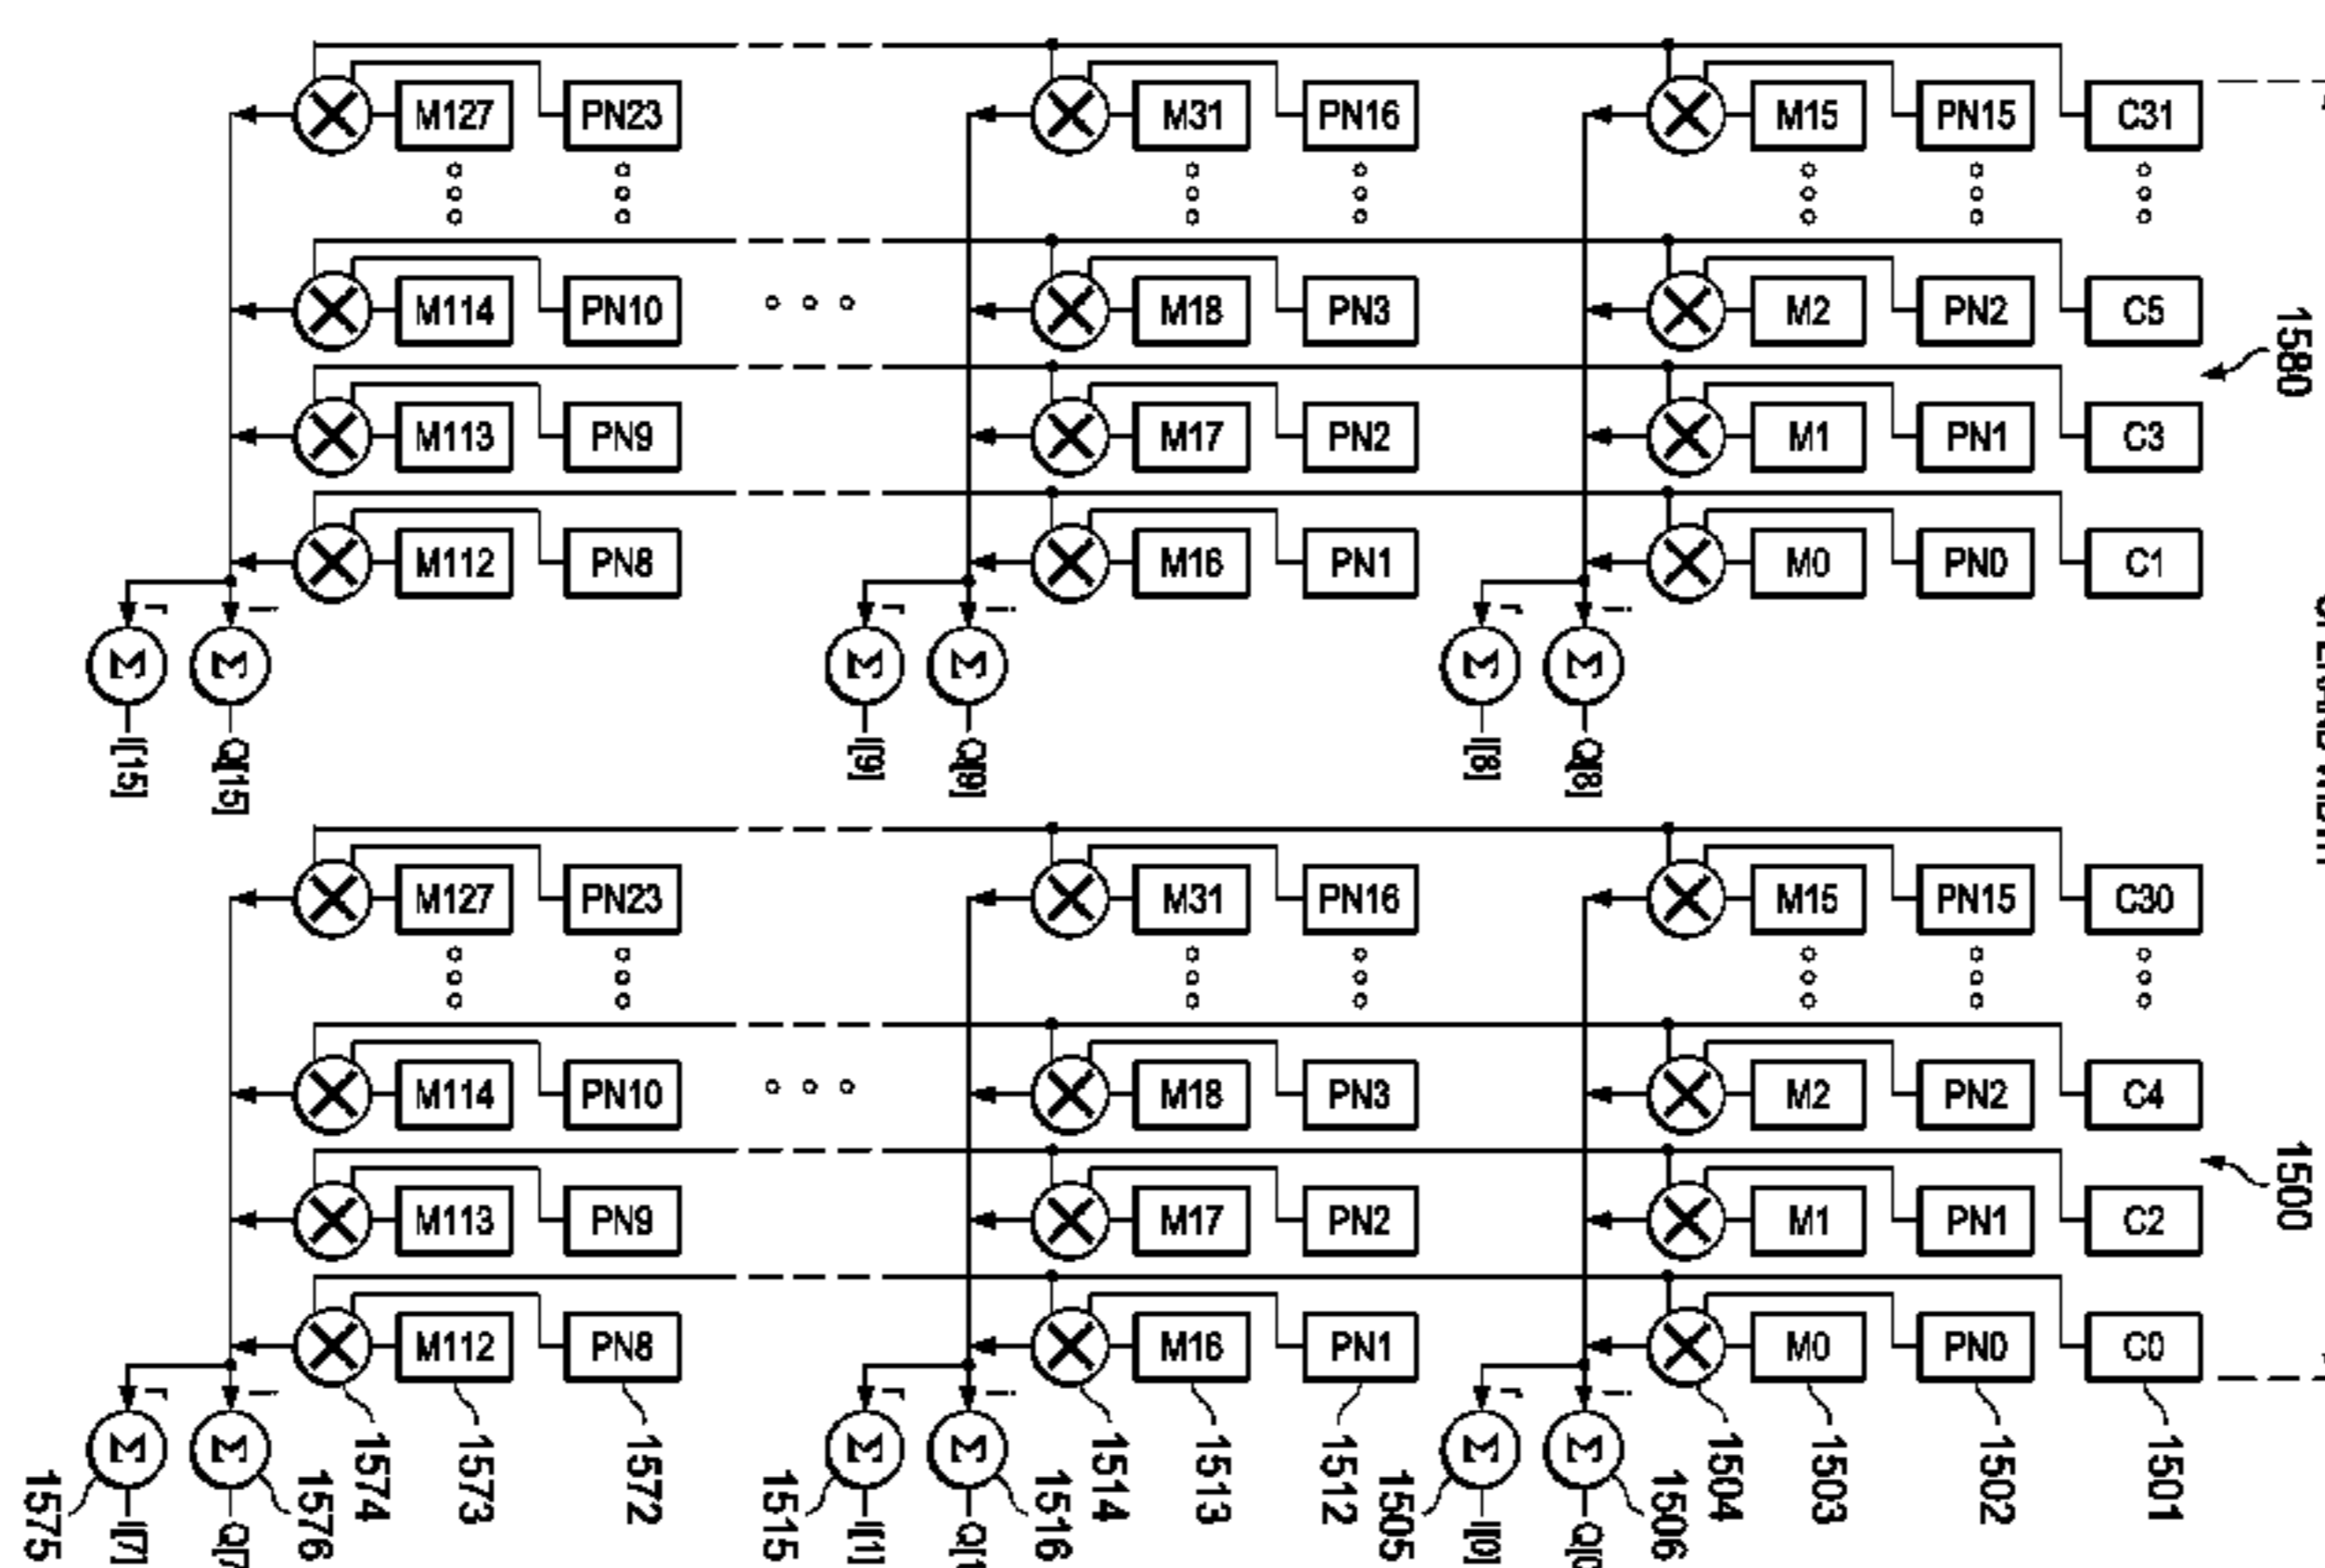 M127 PN23 M31 PN16 M15 PN15 C31
M114 PN10 M18 PN3 M2 PN2 C5
1580
M113 PN9 M17 PN2 M1 PN1 C3
M112 PN8 M16 PN1 M0 PN0 C1
r i r i r i
Σ Σ Σ Σ Σ Σ
I[15] Q[15] I[9] Q[9] I[8] Q[8]
M127 PN23 M31 PN16 M15 PN15 C30
M114 PN10 M18 PN3 M2 PN2 C4
1500
M113 PN9 M17 PN2 M1 PN1 C2
M112 PN8 M16 PN1 M0 PN0 C0
r i r i r i
Σ Σ Σ Σ Σ Σ
1575 I[7] 1576 1574 1573 1572 1515 I[1] 1516 1514 1513 1512 1505 I[0] 1506 1504 1503 1502 1501